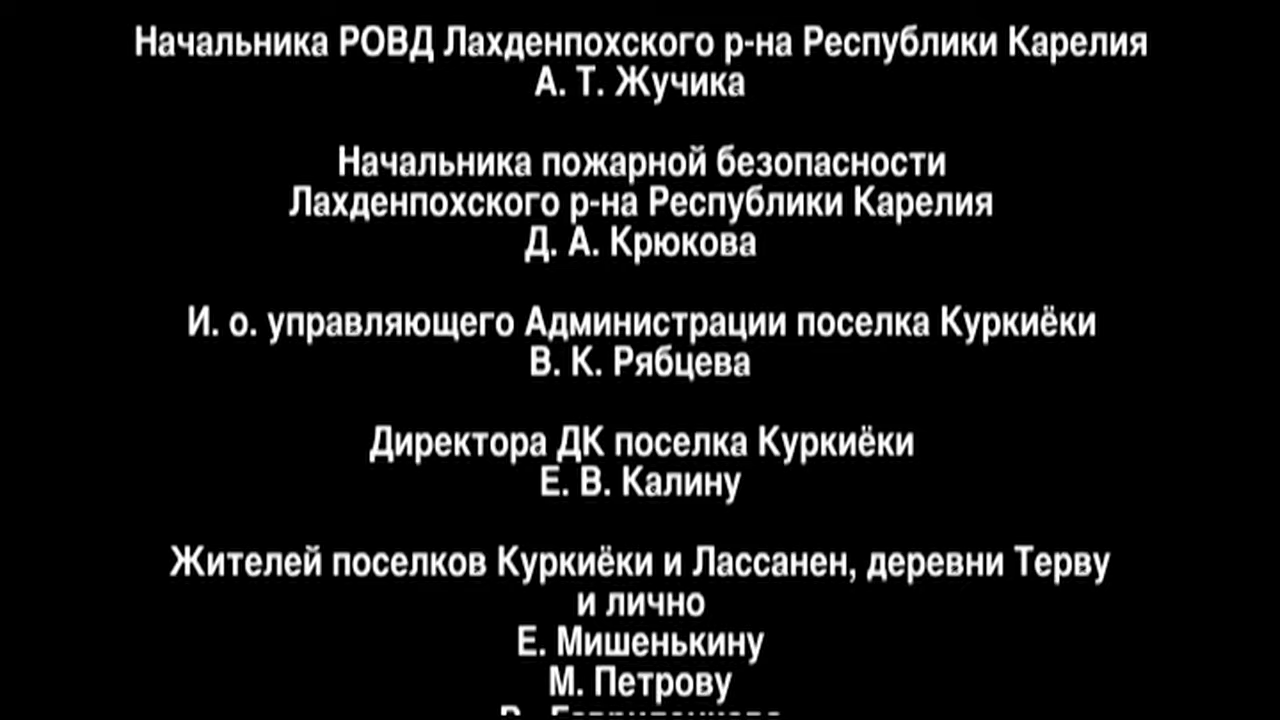 Начальника РОВД Лахденпохского р-на Республики Карелия
А. Т. Жучика
Начальника пожарной безопасности
Лахденпохского р-на Республики Карелия
Д. А. Крюкова
И. о. управляющего Администрации поселка Куркиёки
В. К. Рябцева
Директора ДК поселка Куркиёки
Е. В. Калину
Жителей поселков Куркиёки и Лассанен, деревни Терву
и лично
Е. Мишенькину
М. Петрову